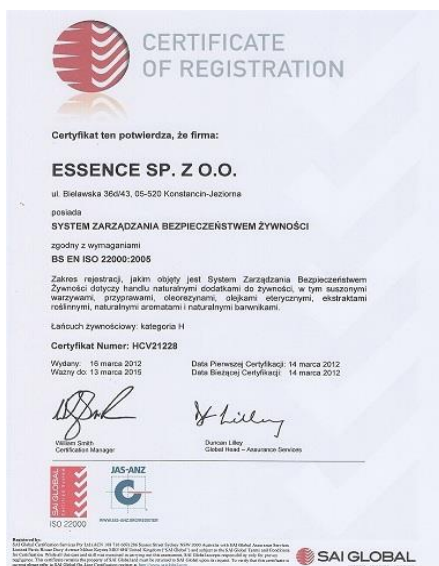 CERTIFICATE
OF REGISTRATION
Certyfikat ten potwierdza, że firma:
ESSENCE SP. Z O.O.
ul. Bielawska 36d/43, 05-520 Konstancin-Jeziorna
posiada
SYSTEM ZARZĄDZANIA BEZPIECZEŃSTWEM ŻYWNOŚCI
zgodny z wymaganiami
BS EN ISO 22000:2005
Zakres rejestracji, jakim objęty jest System Zarządzania Bezpieczeństwem
Żywności dotyczy handlu naturalnymi dodatkami do żywności, w tym suszonymi
warzywami, przyprawami, oleorezynami, olejkami eterycznymi, ekstraktami
roślinnymi, naturalnymi aromatami i naturalnymi barwnikami.
Łańcuch żywnościowy: kategoria H
Certyfikat Numer: HCV21228
Wydany: 16 marca 2012 Data Pierwszej Certyfikacji: 14 marca 2012
Ważny do: 13 marca 2015 Data Bieżącej Certyfikacji: 14 marca 2012
William Smith Duncan Lilley
Certification Manager Global Head – Assurance Services
SAI GLOBAL
JAS-ANZ
ISO 22000
Registered by:
SAI GLOBAL